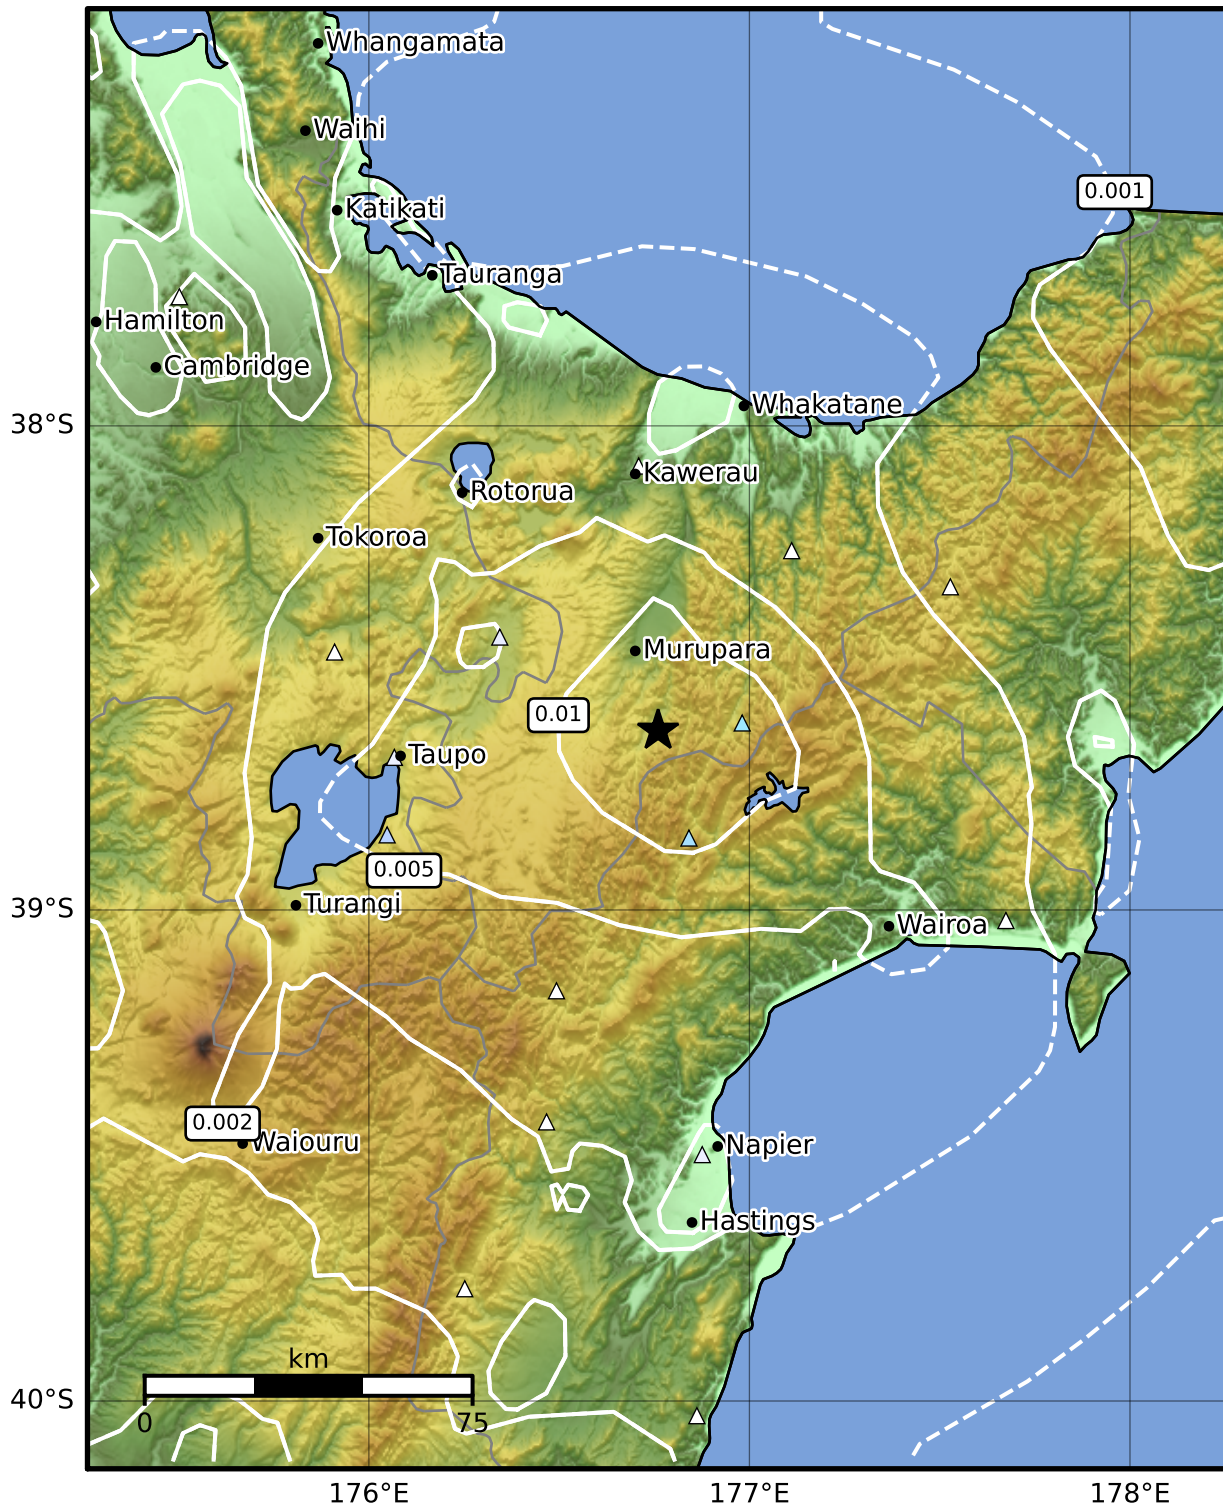 Whangamata
Waihi
0.001
Katikati
Tauranga
Hamilton
Cambridge
Whakatane
38°S
Kawerau
Rotorua
Tokoroa
Murupara
0.01
Taupo
0.005
Turangi
39°S
Wairoa
0.002
Waiouru
Napier
Hastings
km
0
75
40°S
176°E
177°E
178°E